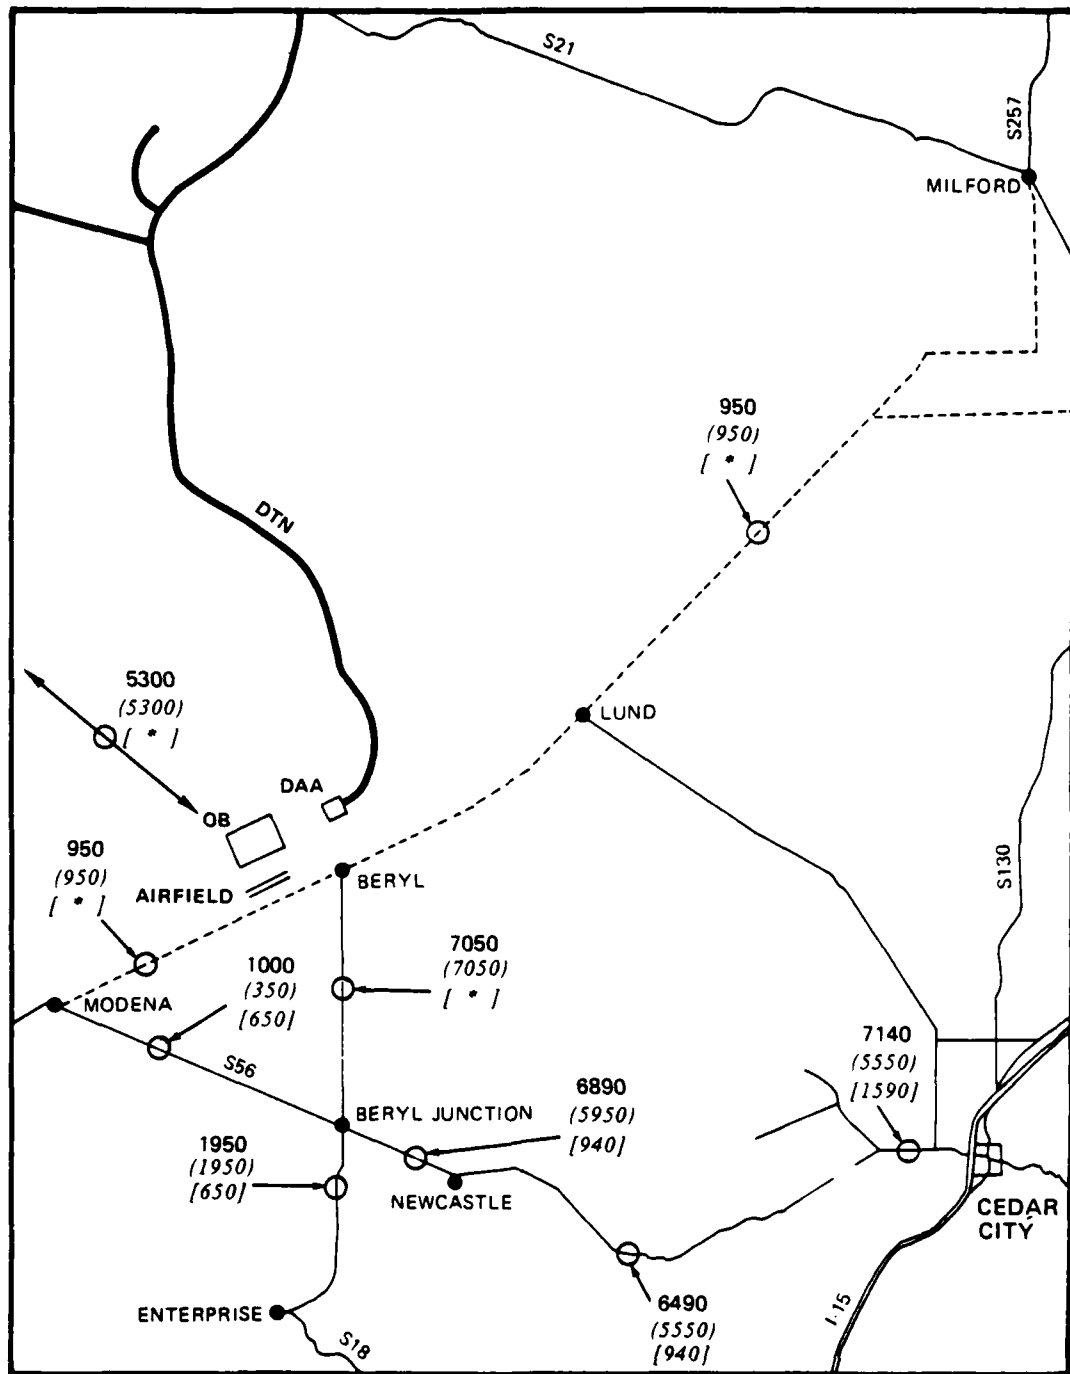 S21
S257
MILFORD
950
(950)
[ * ]
DTN
5300
(5300)
[ * ]
LUND
DAA
OB
S130
950
(950)
[ * ]
AIRFIELD
BERYL
7050
(7050)
[ * ]
1000
(350)
[650]
MODENA
S56
7140
(5550)
[1590]
BERYL JUNCTION
6890
(5950)
[940]
1950
(1950)
[650]
NEWCASTLE
CEDAR
CITY
ENTERPRISE
S18
6490
(5550)
[940]
I-15